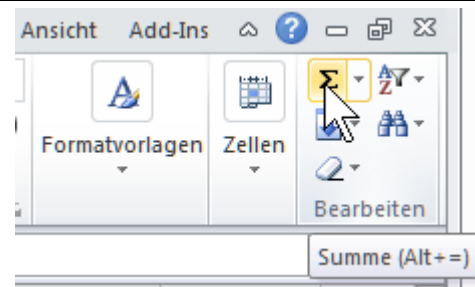 Ansicht Add-Ins
Formatvorlagen Zellen
Bearbeiten
Summe (Alt+=)